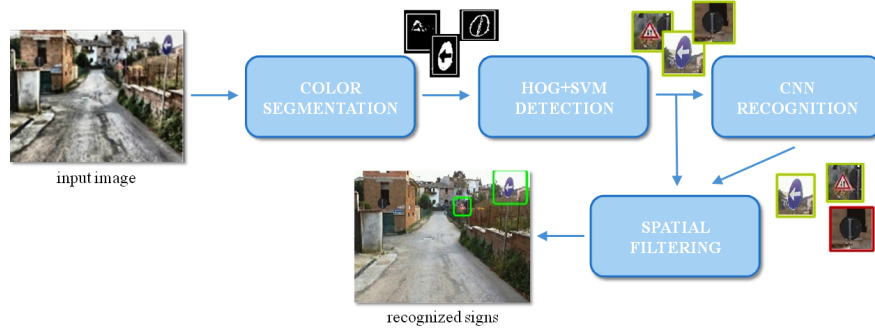 COLOR
SEGMENTATION
HOG+SVM
DETECTION
CNN
RECOGNITION
input image
SPATIAL
FILTERING
recognized signs